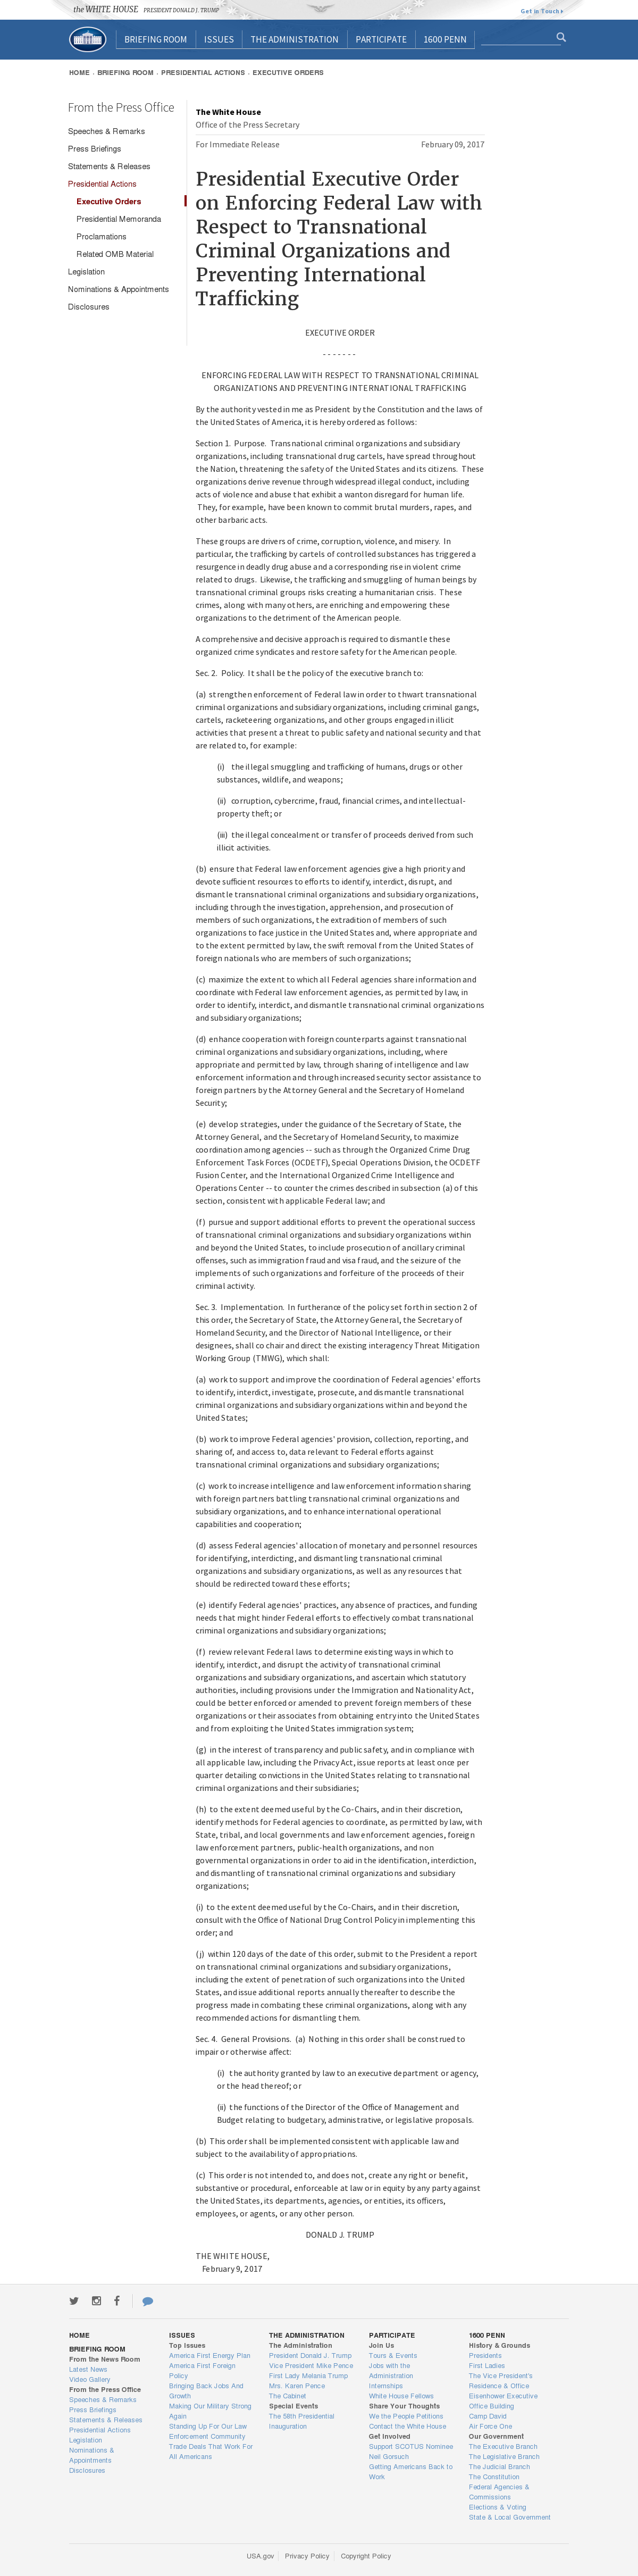 the WHITE HOUSE PRESIDENT DONALD J. TRUMP
Get in Touch
BRIEFING ROOM ISSUES THE ADMINISTRATION PARTICIPATE 1600 PENN
HOME · BRIEFING ROOM · PRESIDENTIAL ACTIONS · EXECUTIVE ORDERS
From the Press Office
Speeches & Remarks
Press Briefings
Statements & Releases
Presidential Actions
Executive Orders
Presidential Memoranda
Proclamations
Related OMB Material
Legislation
Nominations & Appointments
Disclosures
The White House
Office of the Press Secretary
For Immediate Release February 09, 2017
Presidential Executive Order
on Enforcing Federal Law with
Respect to Transnational
Criminal Organizations and
Preventing International
Trafficking
EXECUTIVE ORDER
- - - - - - -
ENFORCING FEDERAL LAW WITH RESPECT TO TRANSNATIONAL CRIMINAL
ORGANIZATIONS AND PREVENTING INTERNATIONAL TRAFFICKING
By the authority vested in me as President by the Constitution and the laws of
the United States of America, it is hereby ordered as follows:
Section 1. Purpose. Transnational criminal organizations and subsidiary
organizations, including transnational drug cartels, have spread throughout
the Nation, threatening the safety of the United States and its citizens. These
organizations derive revenue through widespread illegal conduct, including
acts of violence and abuse that exhibit a wanton disregard for human life.
They, for example, have been known to commit brutal murders, rapes, and
other barbaric acts.
These groups are drivers of crime, corruption, violence, and misery. In
particular, the trafficking by cartels of controlled substances has triggered a
resurgence in deadly drug abuse and a corresponding rise in violent crime
related to drugs. Likewise, the trafficking and smuggling of human beings by
transnational criminal groups risks creating a humanitarian crisis. These
crimes, along with many others, are enriching and empowering these
organizations to the detriment of the American people.
A comprehensive and decisive approach is required to dismantle these
organized crime syndicates and restore safety for the American people.
Sec. 2. Policy. It shall be the policy of the executive branch to:
(a) strengthen enforcement of Federal law in order to thwart transnational
criminal organizations and subsidiary organizations, including criminal gangs,
cartels, racketeering organizations, and other groups engaged in illicit
activities that present a threat to public safety and national security and that
are related to, for example:
(i) the illegal smuggling and trafficking of humans, drugs or other
substances, wildlife, and weapons;
(ii) corruption, cybercrime, fraud, financial crimes, and intellectual-
property theft; or
(iii) the illegal concealment or transfer of proceeds derived from such
illicit activities.
(b) ensure that Federal law enforcement agencies give a high priority and
devote sufficient resources to efforts to identify, interdict, disrupt, and
dismantle transnational criminal organizations and subsidiary organizations,
including through the investigation, apprehension, and prosecution of
members of such organizations, the extradition of members of such
organizations to face justice in the United States and, where appropriate and
to the extent permitted by law, the swift removal from the United States of
foreign nationals who are members of such organizations;
(c) maximize the extent to which all Federal agencies share information and
coordinate with Federal law enforcement agencies, as permitted by law, in
order to identify, interdict, and dismantle transnational criminal organizations
and subsidiary organizations;
(d) enhance cooperation with foreign counterparts against transnational
criminal organizations and subsidiary organizations, including, where
appropriate and permitted by law, through sharing of intelligence and law
enforcement information and through increased security sector assistance to
foreign partners by the Attorney General and the Secretary of Homeland
Security;
(e) develop strategies, under the guidance of the Secretary of State, the
Attorney General, and the Secretary of Homeland Security, to maximize
coordination among agencies -- such as through the Organized Crime Drug
Enforcement Task Forces (OCDETF), Special Operations Division, the OCDETF
Fusion Center, and the International Organized Crime Intelligence and
Operations Center -- to counter the crimes described in subsection (a) of this
section, consistent with applicable Federal law; and
(f) pursue and support additional efforts to prevent the operational success
of transnational criminal organizations and subsidiary organizations within
and beyond the United States, to include prosecution of ancillary criminal
offenses, such as immigration fraud and visa fraud, and the seizure of the
implements of such organizations and forfeiture of the proceeds of their
criminal activity.
Sec. 3. Implementation. In furtherance of the policy set forth in section 2 of
this order, the Secretary of State, the Attorney General, the Secretary of
Homeland Security, and the Director of National Intelligence, or their
designees, shall co chair and direct the existing interagency Threat Mitigation
Working Group (TMWG), which shall:
(a) work to support and improve the coordination of Federal agencies' efforts
to identify, interdict, investigate, prosecute, and dismantle transnational
criminal organizations and subsidiary organizations within and beyond the
United States;
(b) work to improve Federal agencies' provision, collection, reporting, and
sharing of, and access to, data relevant to Federal efforts against
transnational criminal organizations and subsidiary organizations;
(c) work to increase intelligence and law enforcement information sharing
with foreign partners battling transnational criminal organizations and
subsidiary organizations, and to enhance international operational
capabilities and cooperation;
(d) assess Federal agencies' allocation of monetary and personnel resources
for identifying, interdicting, and dismantling transnational criminal
organizations and subsidiary organizations, as well as any resources that
should be redirected toward these efforts;
(e) identify Federal agencies' practices, any absence of practices, and funding
needs that might hinder Federal efforts to effectively combat transnational
criminal organizations and subsidiary organizations;
(f) review relevant Federal laws to determine existing ways in which to
identify, interdict, and disrupt the activity of transnational criminal
organizations and subsidiary organizations, and ascertain which statutory
authorities, including provisions under the Immigration and Nationality Act,
could be better enforced or amended to prevent foreign members of these
organizations or their associates from obtaining entry into the United States
and from exploiting the United States immigration system;
(g) in the interest of transparency and public safety, and in compliance with
all applicable law, including the Privacy Act, issue reports at least once per
quarter detailing convictions in the United States relating to transnational
criminal organizations and their subsidiaries;
(h) to the extent deemed useful by the Co-Chairs, and in their discretion,
identify methods for Federal agencies to coordinate, as permitted by law, with
State, tribal, and local governments and law enforcement agencies, foreign
law enforcement partners, public-health organizations, and non
governmental organizations in order to aid in the identification, interdiction,
and dismantling of transnational criminal organizations and subsidiary
organizations;
(i) to the extent deemed useful by the Co-Chairs, and in their discretion,
consult with the Office of National Drug Control Policy in implementing this
order; and
(j) within 120 days of the date of this order, submit to the President a report
on transnational criminal organizations and subsidiary organizations,
including the extent of penetration of such organizations into the United
States, and issue additional reports annually thereafter to describe the
progress made in combating these criminal organizations, along with any
recommended actions for dismantling them.
Sec. 4. General Provisions. (a) Nothing in this order shall be construed to
impair or otherwise affect:
(i) the authority granted by law to an executive department or agency,
or the head thereof; or
(ii) the functions of the Director of the Office of Management and
Budget relating to budgetary, administrative, or legislative proposals.
(b) This order shall be implemented consistent with applicable law and
subject to the availability of appropriations.
(c) This order is not intended to, and does not, create any right or benefit,
substantive or procedural, enforceable at law or in equity by any party against
the United States, its departments, agencies, or entities, its officers,
employees, or agents, or any other person.
DONALD J. TRUMP
THE WHITE HOUSE,
February 9, 2017
HOME
BRIEFING ROOM
From the News Room
Latest News
Video Gallery
From the Press Office
Speeches & Remarks
Press Briefings
Statements & Releases
Presidential Actions
Legislation
Nominations &
Appointments
Disclosures
ISSUES
Top Issues
America First Energy Plan
America First Foreign
Policy
Bringing Back Jobs And
Growth
Making Our Military Strong
Again
Standing Up For Our Law
Enforcement Community
Trade Deals That Work For
All Americans
THE ADMINISTRATION
The Administration
President Donald J. Trump
Vice President Mike Pence
First Lady Melania Trump
Mrs. Karen Pence
The Cabinet
Special Events
The 58th Presidential
Inauguration
PARTICIPATE
Join Us
Tours & Events
Jobs with the
Administration
Internships
White House Fellows
Share Your Thoughts
We the People Petitions
Contact the White House
Get Involved
Support SCOTUS Nominee
Neil Gorsuch
Getting Americans Back to
Work
1600 PENN
History & Grounds
Presidents
First Ladies
The Vice President's
Residence & Office
Eisenhower Executive
Office Building
Camp David
Air Force One
Our Government
The Executive Branch
The Legislative Branch
The Judicial Branch
The Constitution
Federal Agencies &
Commissions
Elections & Voting
State & Local Government
USA.gov Privacy Policy Copyright Policy